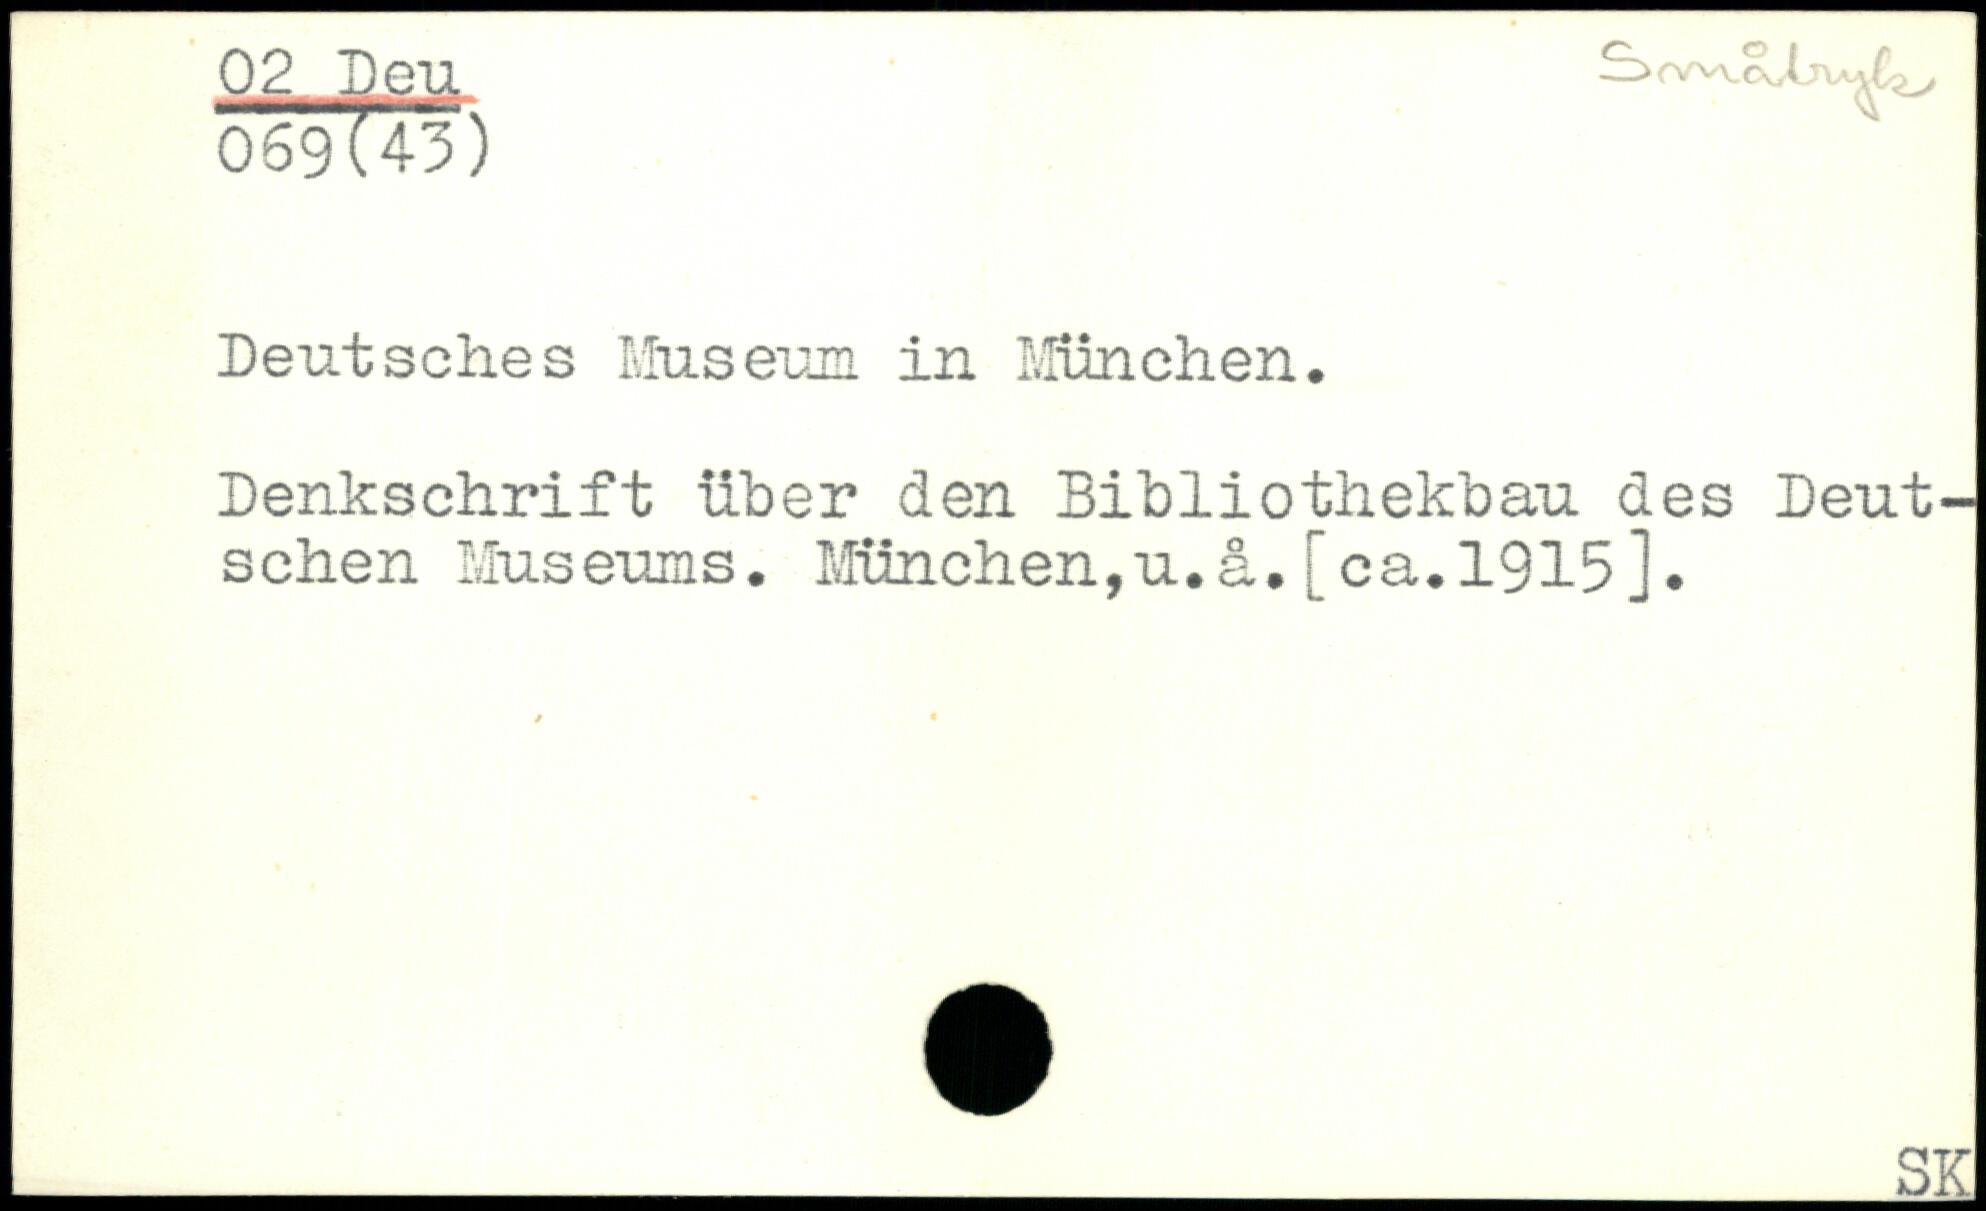 02 Deu
Småtryk
069(43)
Deutsches Museum in München.
Denkschrift über den Bibliothekbau des Deut-
schen Museums. München,u.å.[ca.1915].
SK